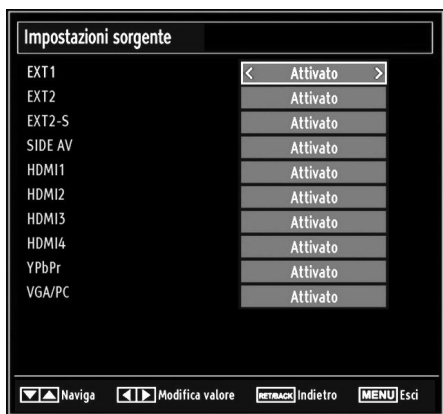 Impostazioni sorgente
EXT1 < Attivato >
EXT2 Attivato
EXT2-S Attivato
SIDE AV Attivato
HDMI1 Attivato
HDMI2 Attivato
HDMI3 Attivato
HDMI4 Attivato
YPbPr Attivato
VGA/PC Attivato
Naviga Modifica valore RET/BACK Indietro MENU Esci